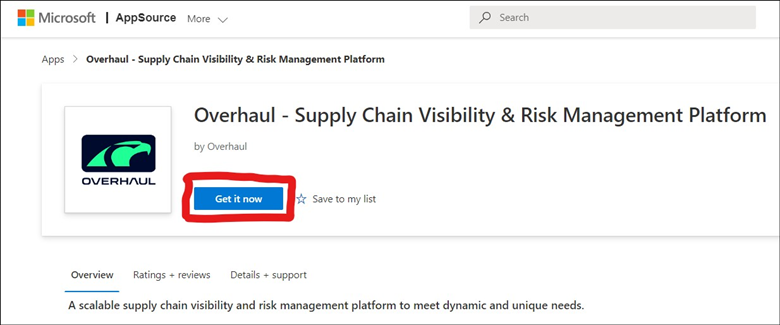 Microsoft | AppSource More Search
Apps > Overhaul - Supply Chain Visibility & Risk Management Platform
Overhaul - Supply Chain Visibility & Risk Management Platform
by Overhaul
OVERHAUL
Get it now Save to my list
Overview Ratings + reviews Details + support
A scalable supply chain visibility and risk management platform to meet dynamic and unique needs.